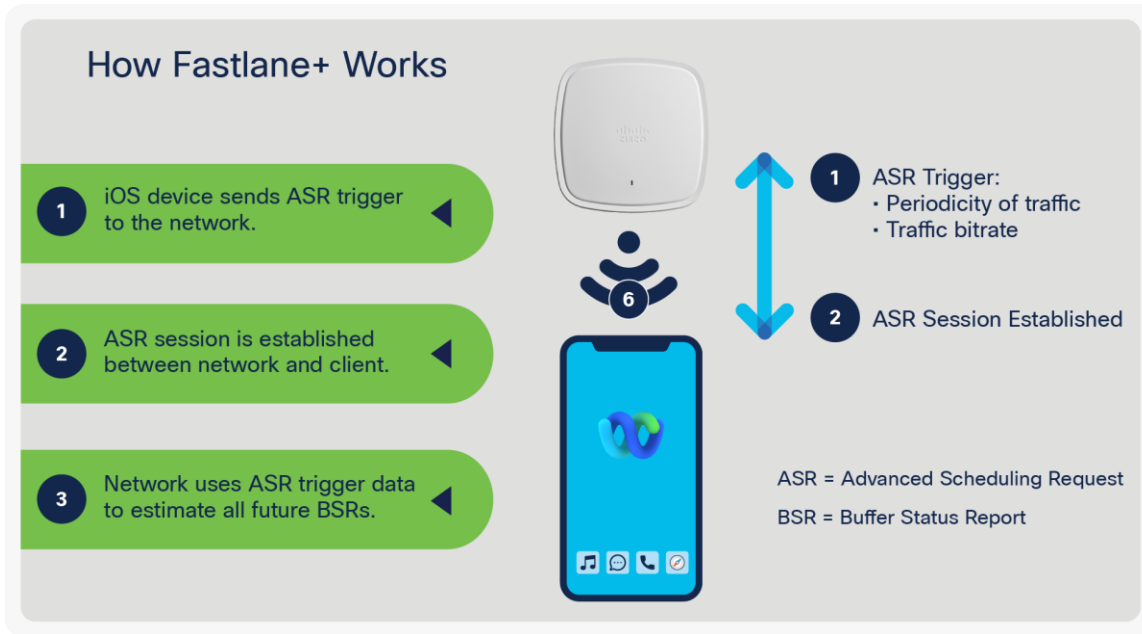 How Fastlane+ Works
1
iOS device sends ASR trigger
to the network.
2
ASR session is established
between network and client.
3
Network uses ASR trigger data
to estimate all future BSRs.
CISCO
6
1
ASR Trigger:
• Periodicity of traffic
• Traffic bitrate
2
ASR Session Established
ASR = Advanced Scheduling Request
BSR = Buffer Status Report